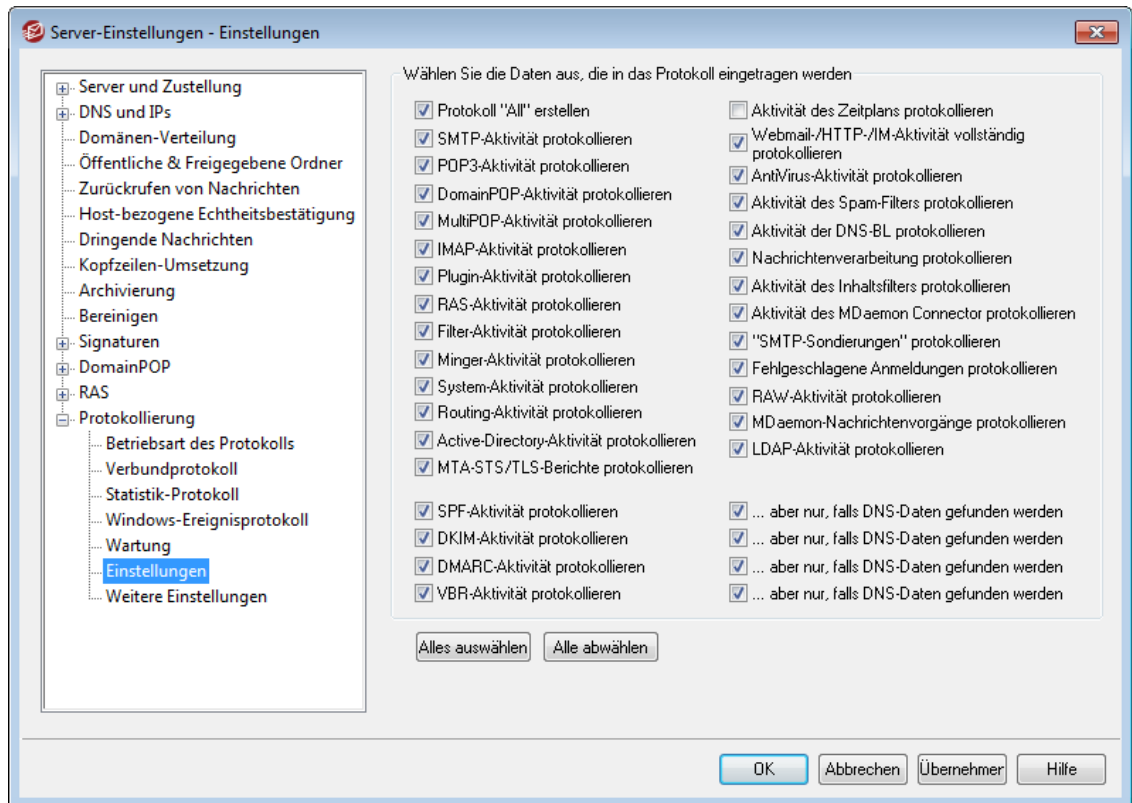 Server-Einstellungen - Einstellungen
Server und Zustellung
DNS und IPs
Domänen-Verteilung
Öffentliche & Freigegebene Ordner
Zurückrufen von Nachrichten
Host-bezogene Echtheitsbestätigung
Dringende Nachrichten
Kopfzeilen-Umsetzung
Archivierung
Bereinigen
Signaturen
DomainPOP
RAS
Protokollierung
Betriebsart des Protokolls
Verbundprotokoll
Statistik-Protokoll
Windows-Ereignisprotokoll
Wartung
Einstellungen
Weitere Einstellungen
Wählen Sie die Daten aus, die in das Protokoll eingetragen werden
Protokoll "All" erstellen
SMTP-Aktivität protokollieren
POP3-Aktivität protokollieren
DomainPOP-Aktivität protokollieren
MultiPOP-Aktivität protokollieren
IMAP-Aktivität protokollieren
Plugin-Aktivität protokollieren
RAS-Aktivität protokollieren
Filter-Aktivität protokollieren
Minger-Aktivität protokollieren
System-Aktivität protokollieren
Routing-Aktivität protokollieren
Active-Directory-Aktivität protokollieren
MTA-STS/TLS-Berichte protokollieren
Aktivität des Zeitplans protokollieren
Webmail-/HTTP-/IM-Aktivität vollständig
protokollieren
AntiVirus-Aktivität protokollieren
Aktivität des Spam-Filters protokollieren
Aktivität der DNS-BL protokollieren
Nachrichtenverarbeitung protokollieren
Aktivität des Inhaltsfilters protokollieren
Aktivität des MDaemon Connector protokollieren
"SMTP-Sondierungen" protokollieren
Fehlgeschlagene Anmeldungen protokollieren
RAW-Aktivität protokollieren
MDaemon-Nachrichtenvorgänge protokollieren
LDAP-Aktivität protokollieren
SPF-Aktivität protokollieren
... aber nur, falls DNS-Daten gefunden werden
DKIM-Aktivität protokollieren
... aber nur, falls DNS-Daten gefunden werden
DMARC-Aktivität protokollieren
... aber nur, falls DNS-Daten gefunden werden
VBR-Aktivität protokollieren
... aber nur, falls DNS-Daten gefunden werden
Alles auswählen
Alle abwählen
OK
Abbrechen
Übernehmer
Hilfe